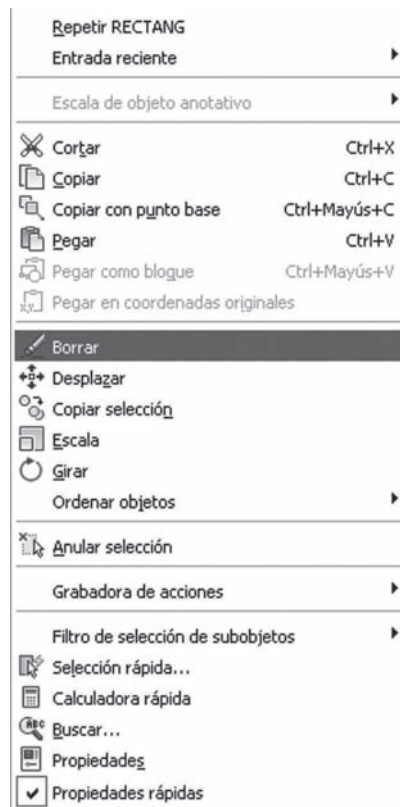 Repetir RECTANG
Entrada reciente
Escala de objeto anotativo
Cortar Ctrl+X
Copiar Ctrl+C
Copiar con punto base Ctrl+Mayús+C
Pegar Ctrl+V
Pegar como bloque Ctrl+Mayús+V
Pegar en coordenadas originales
Borrar
Desplazar
Copiar selección
Escala
Girar
Ordenar objetos
Anular selección
Grabadora de acciones
Filtro de selección de subobjetos
Selección rápida...
Calculadora rápida
Buscar...
Propiedades
Propiedades rápidas